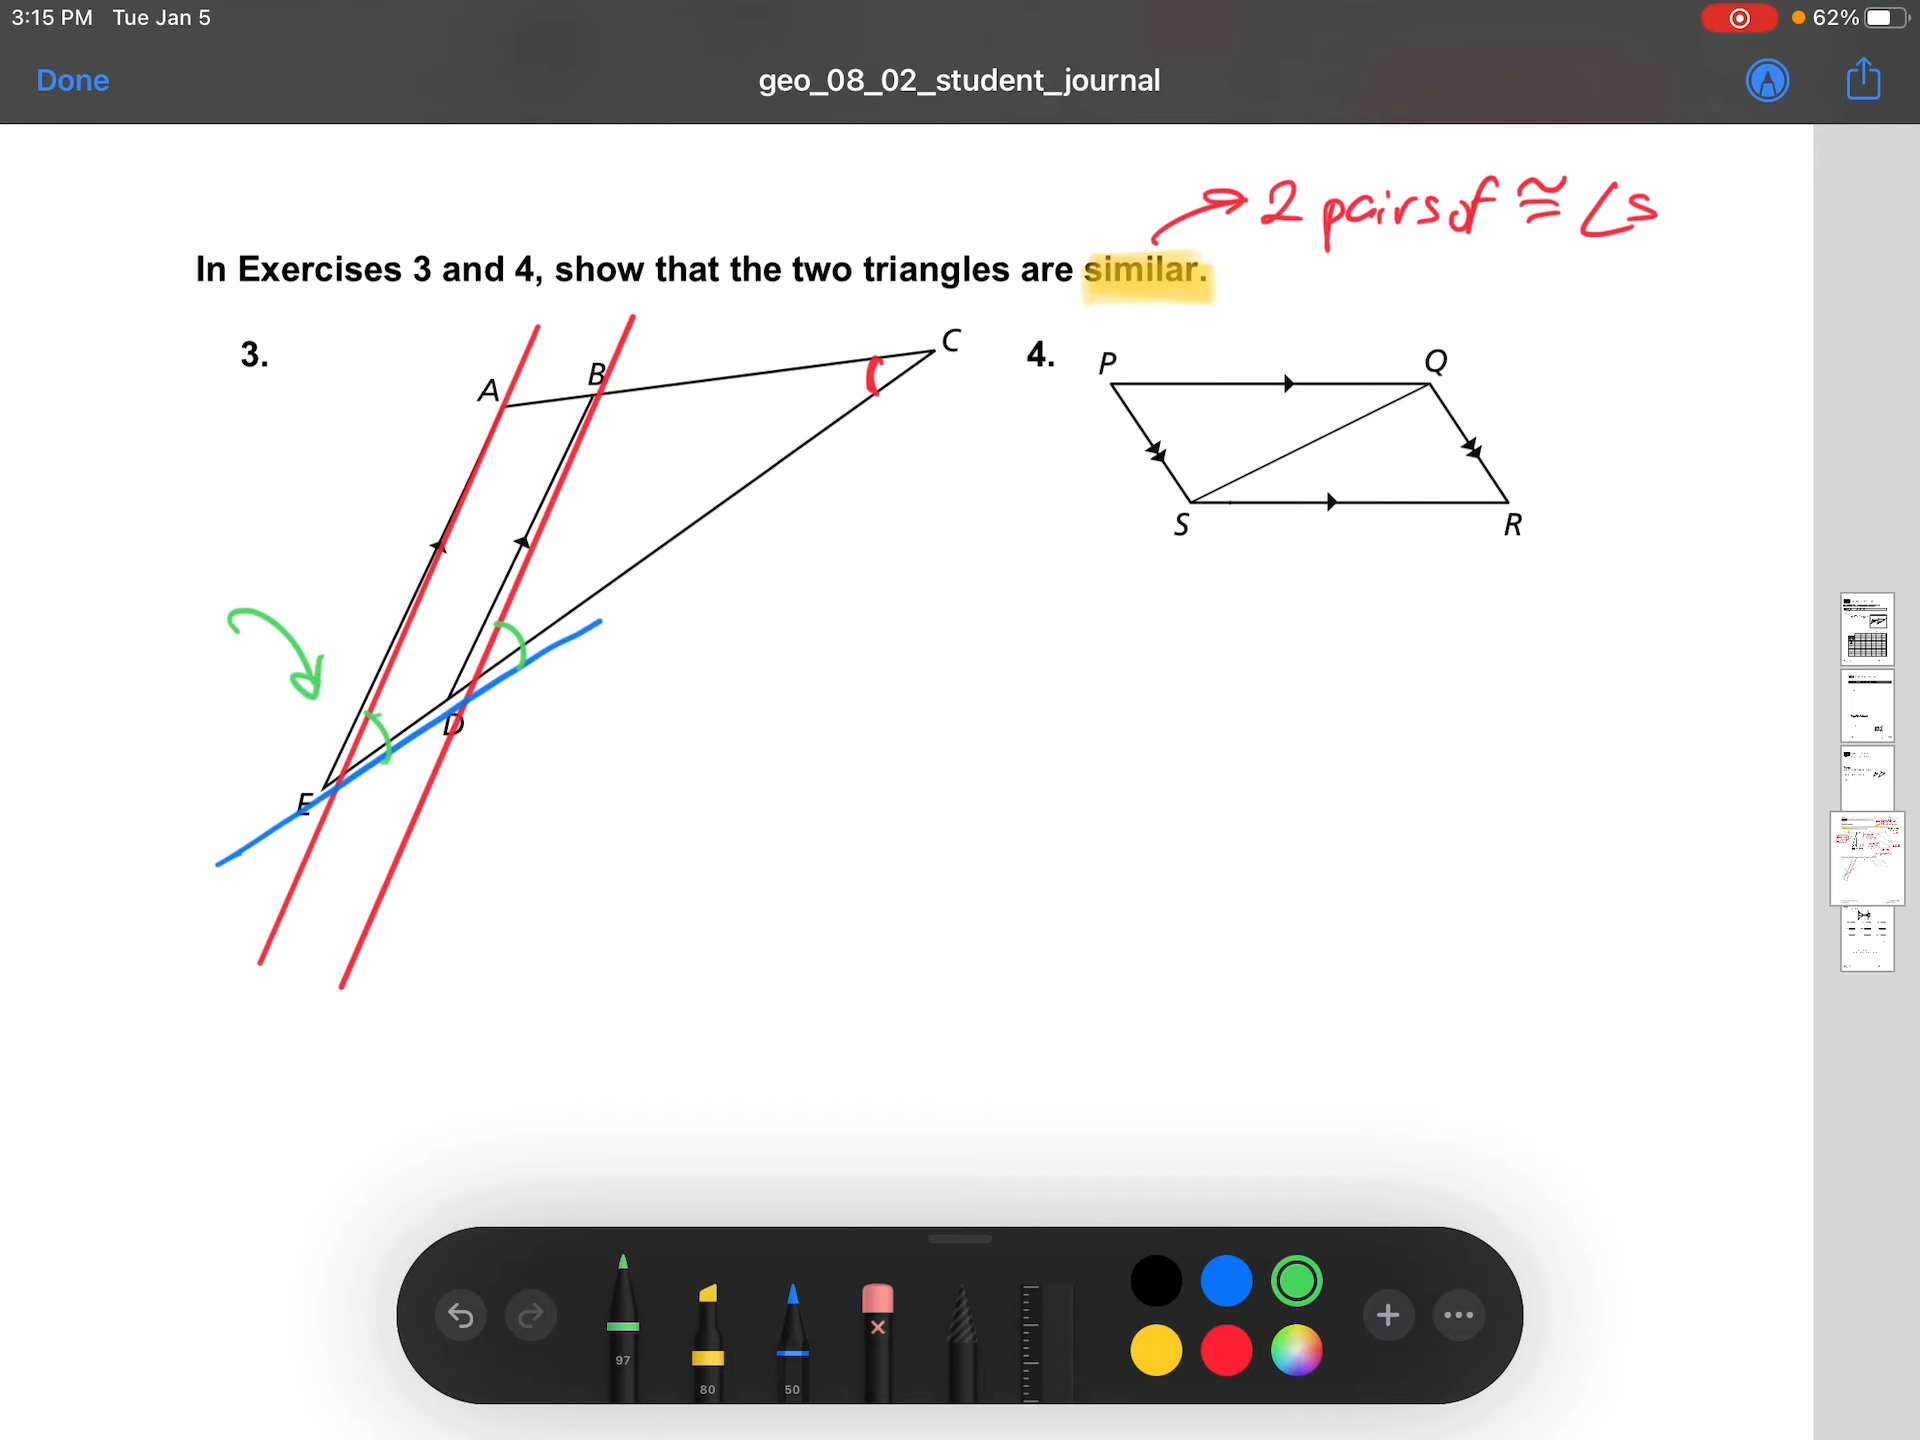 3:15 PM Tue Jan 5
62%
Done
geo_08_02_student_journal
2 pairs of ≅ ∠s
In Exercises 3 and 4, show that the two triangles are similar.
3.
A
B
C
D
E
4.
P
Q
S
R
97
80
50